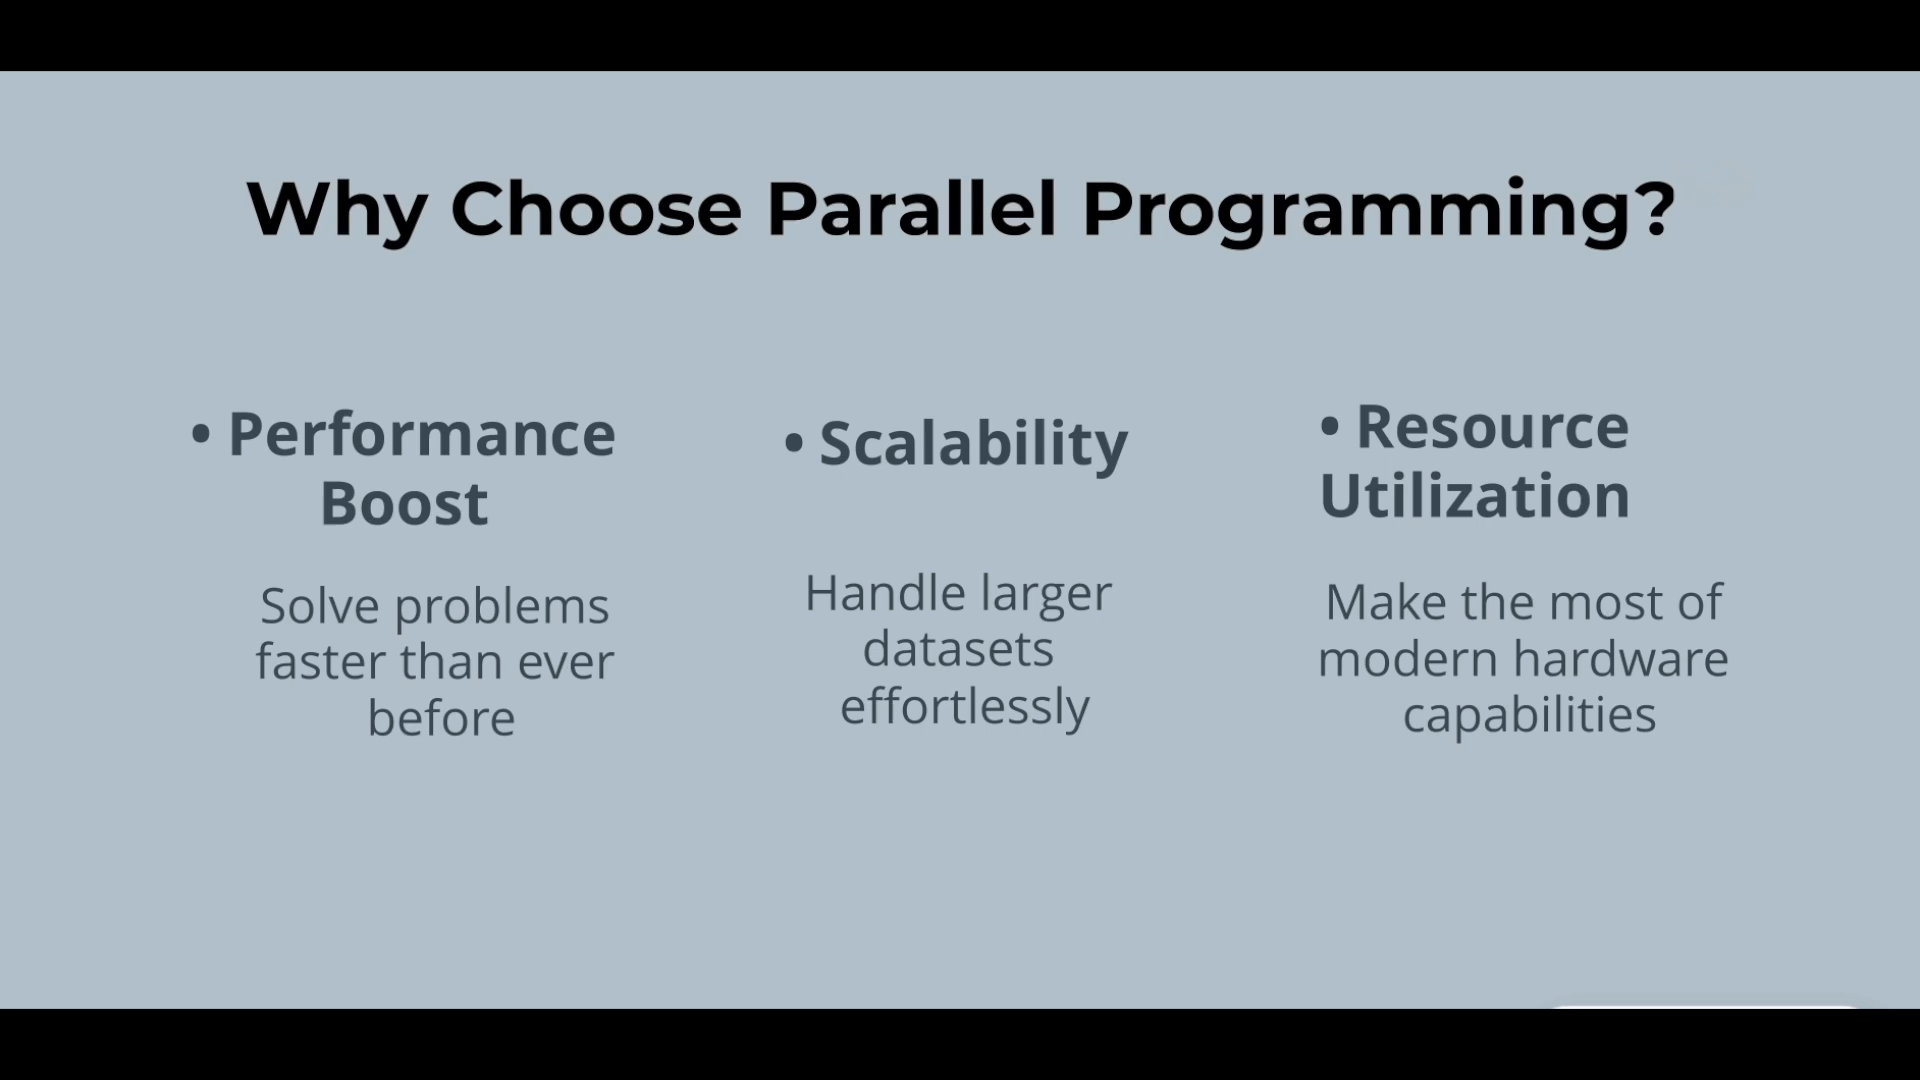 Why Choose Parallel Programming?
• Performance
Boost
Solve problems
faster than ever
before
• Scalability
Handle larger
datasets
effortlessly
• Resource
Utilization
Make the most of
modern hardware
capabilities